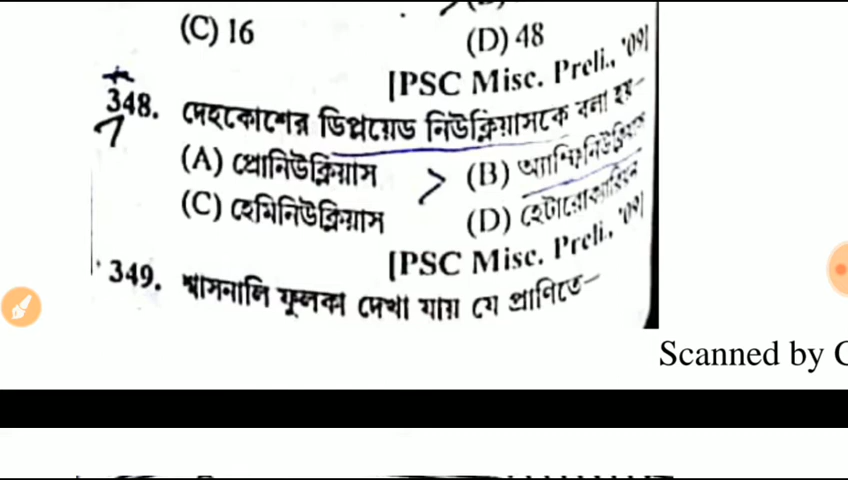 (C) 16
(D) 48
[PSC Misc. Preli., '09]
348. দেহকোশের ডিপ্লয়েড নিউক্লিয়াসকে বলা হয়—
(A) প্রোনিউক্লিয়াস
(B) অ্যাম্ফিনিউক্লিয়াস
(C) হেমিনিউক্লিয়াস
(D) হেটারোক্যারিয়ন
[PSC Misc. Preli., '09]
349. শ্বাসনালি ফুলকা দেখা যায় যে প্রাণিতে—
Scanned by